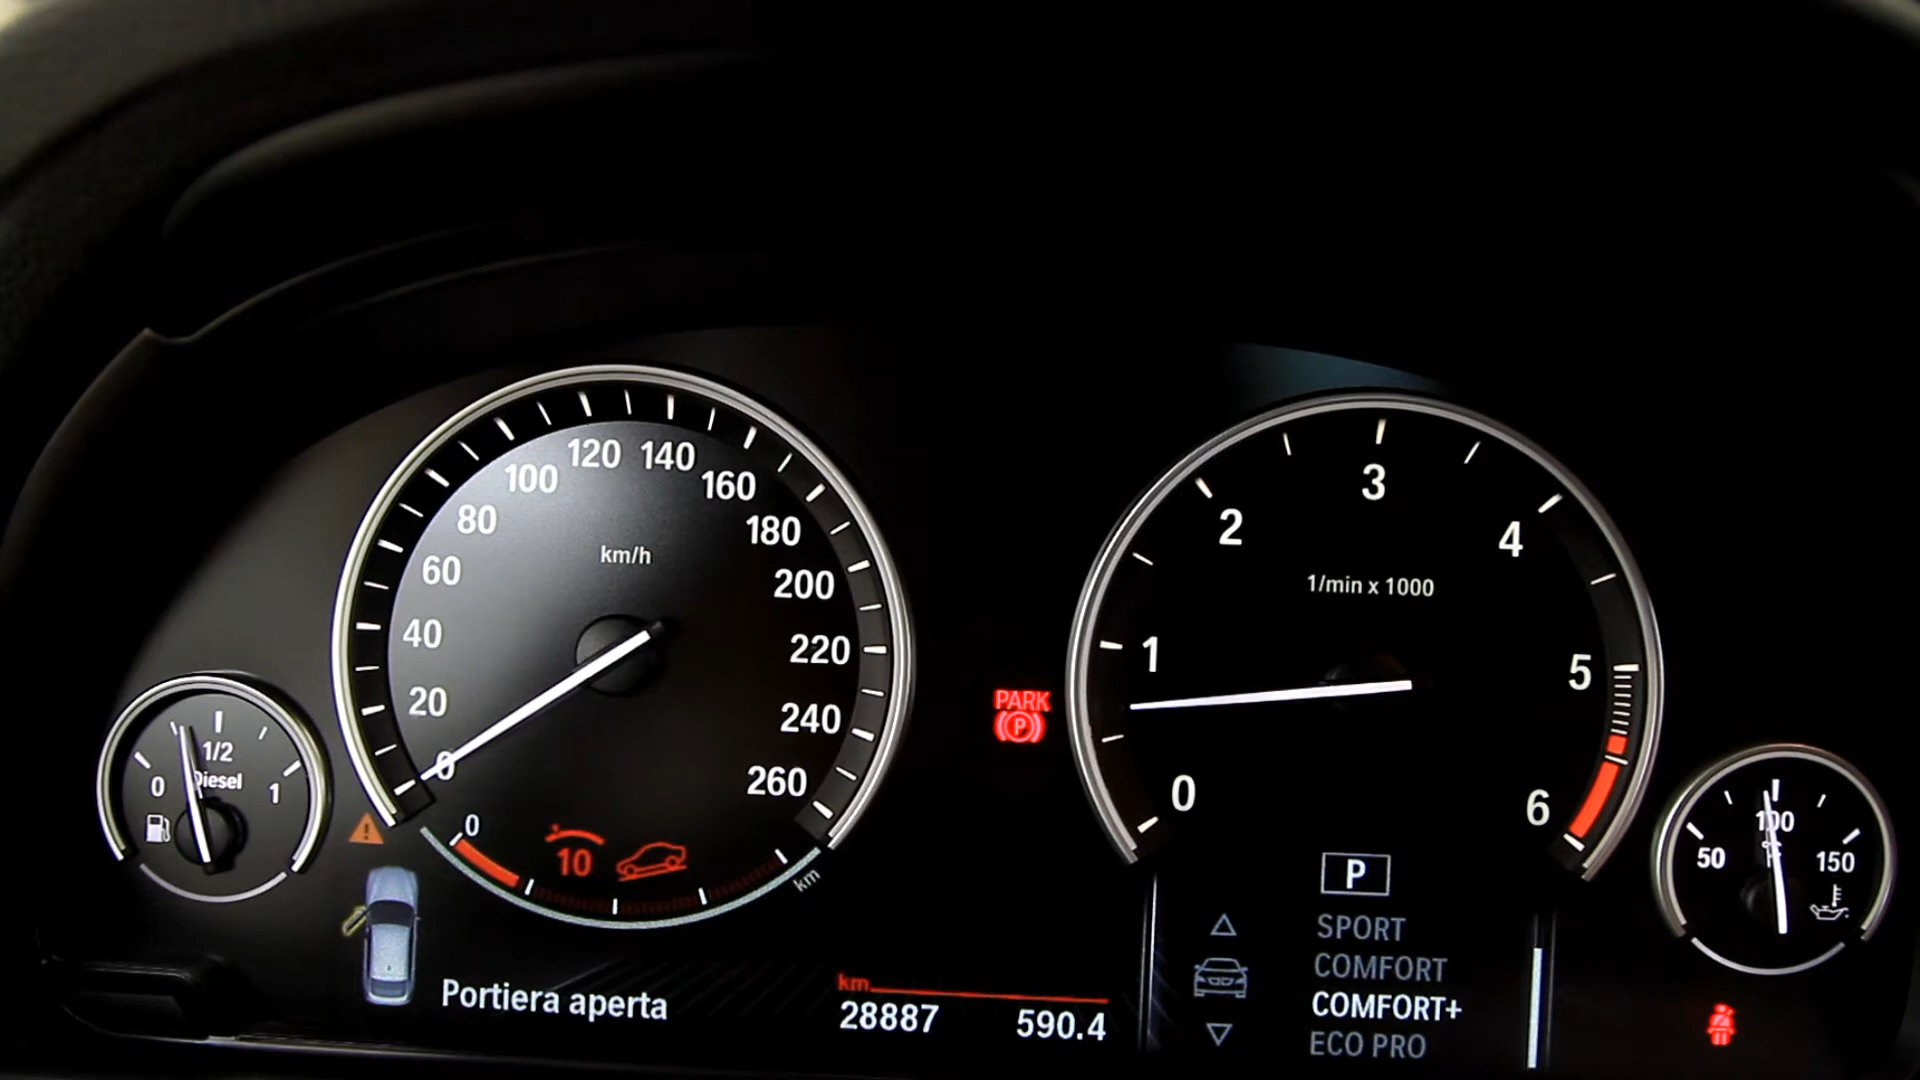 120 140
100 160
80 180
60 200
40 220
20 240
0 260
km/h
3
2 4
1 5
0 6
1/min x 1000
PARK
P
1/2
0 1
Diesel
0
10
km
100
50 150
P
SPORT
COMFORT
COMFORT+
ECO PRO
Portiera aperta
km
28887 590.4